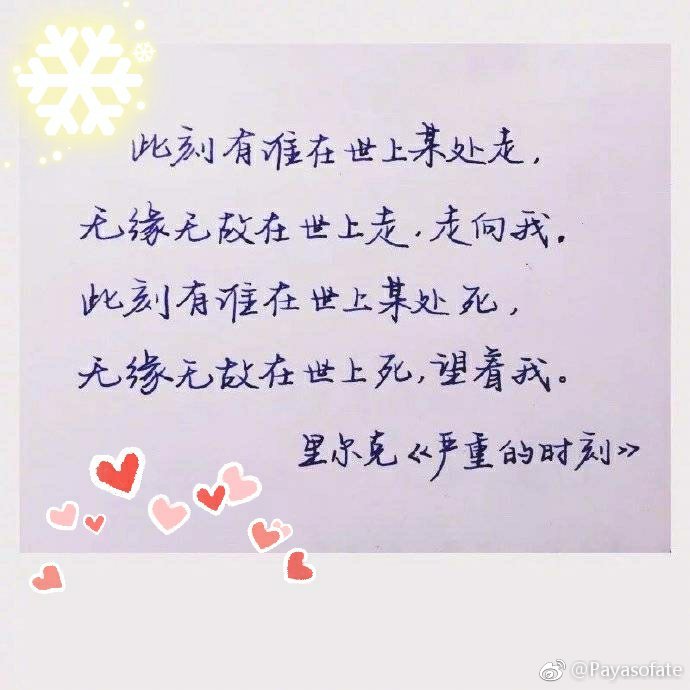 此刻有谁在世上某处走,
无缘无故在世上走,走向我。
此刻有谁在世上某处死,
无缘无故在世上死,望着我。
里尔克《严重的时刻》
@Payasofate